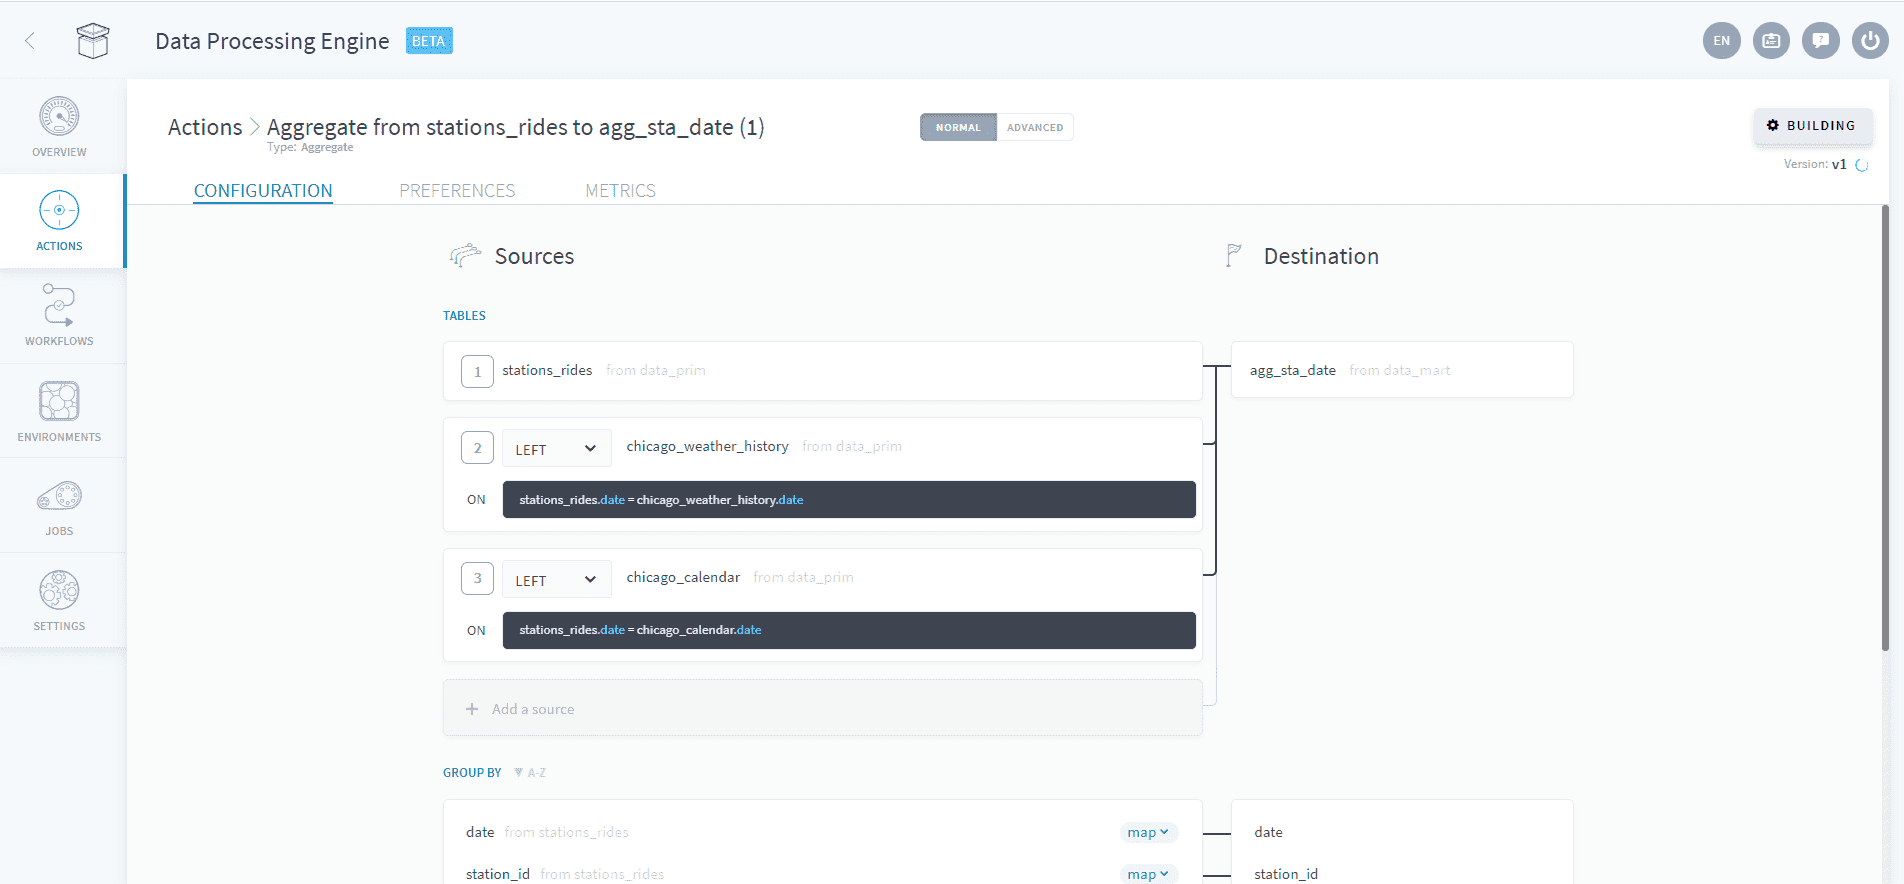 Data Processing Engine BETA
EN
OVERVIEW
ACTIONS
WORKFLOWS
ENVIRONMENTS
JOBS
SETTINGS
Actions > Aggregate from stations_rides to agg_sta_date (1)
Type: Aggregate
NORMAL ADVANCED
BUILDING
Version: v1
CONFIGURATION PREFERENCES METRICS
Sources
Destination
TABLES
1 stations_rides from data_prim
agg_sta_date from data_mart
2 LEFT chicago_weather_history from data_prim
ON stations_rides.date = chicago_weather_history.date
3 LEFT chicago_calendar from data_prim
ON stations_rides.date = chicago_calendar.date
+ Add a source
GROUP BY A-Z
date from stations_rides map date
station_id from stations_rides map station_id